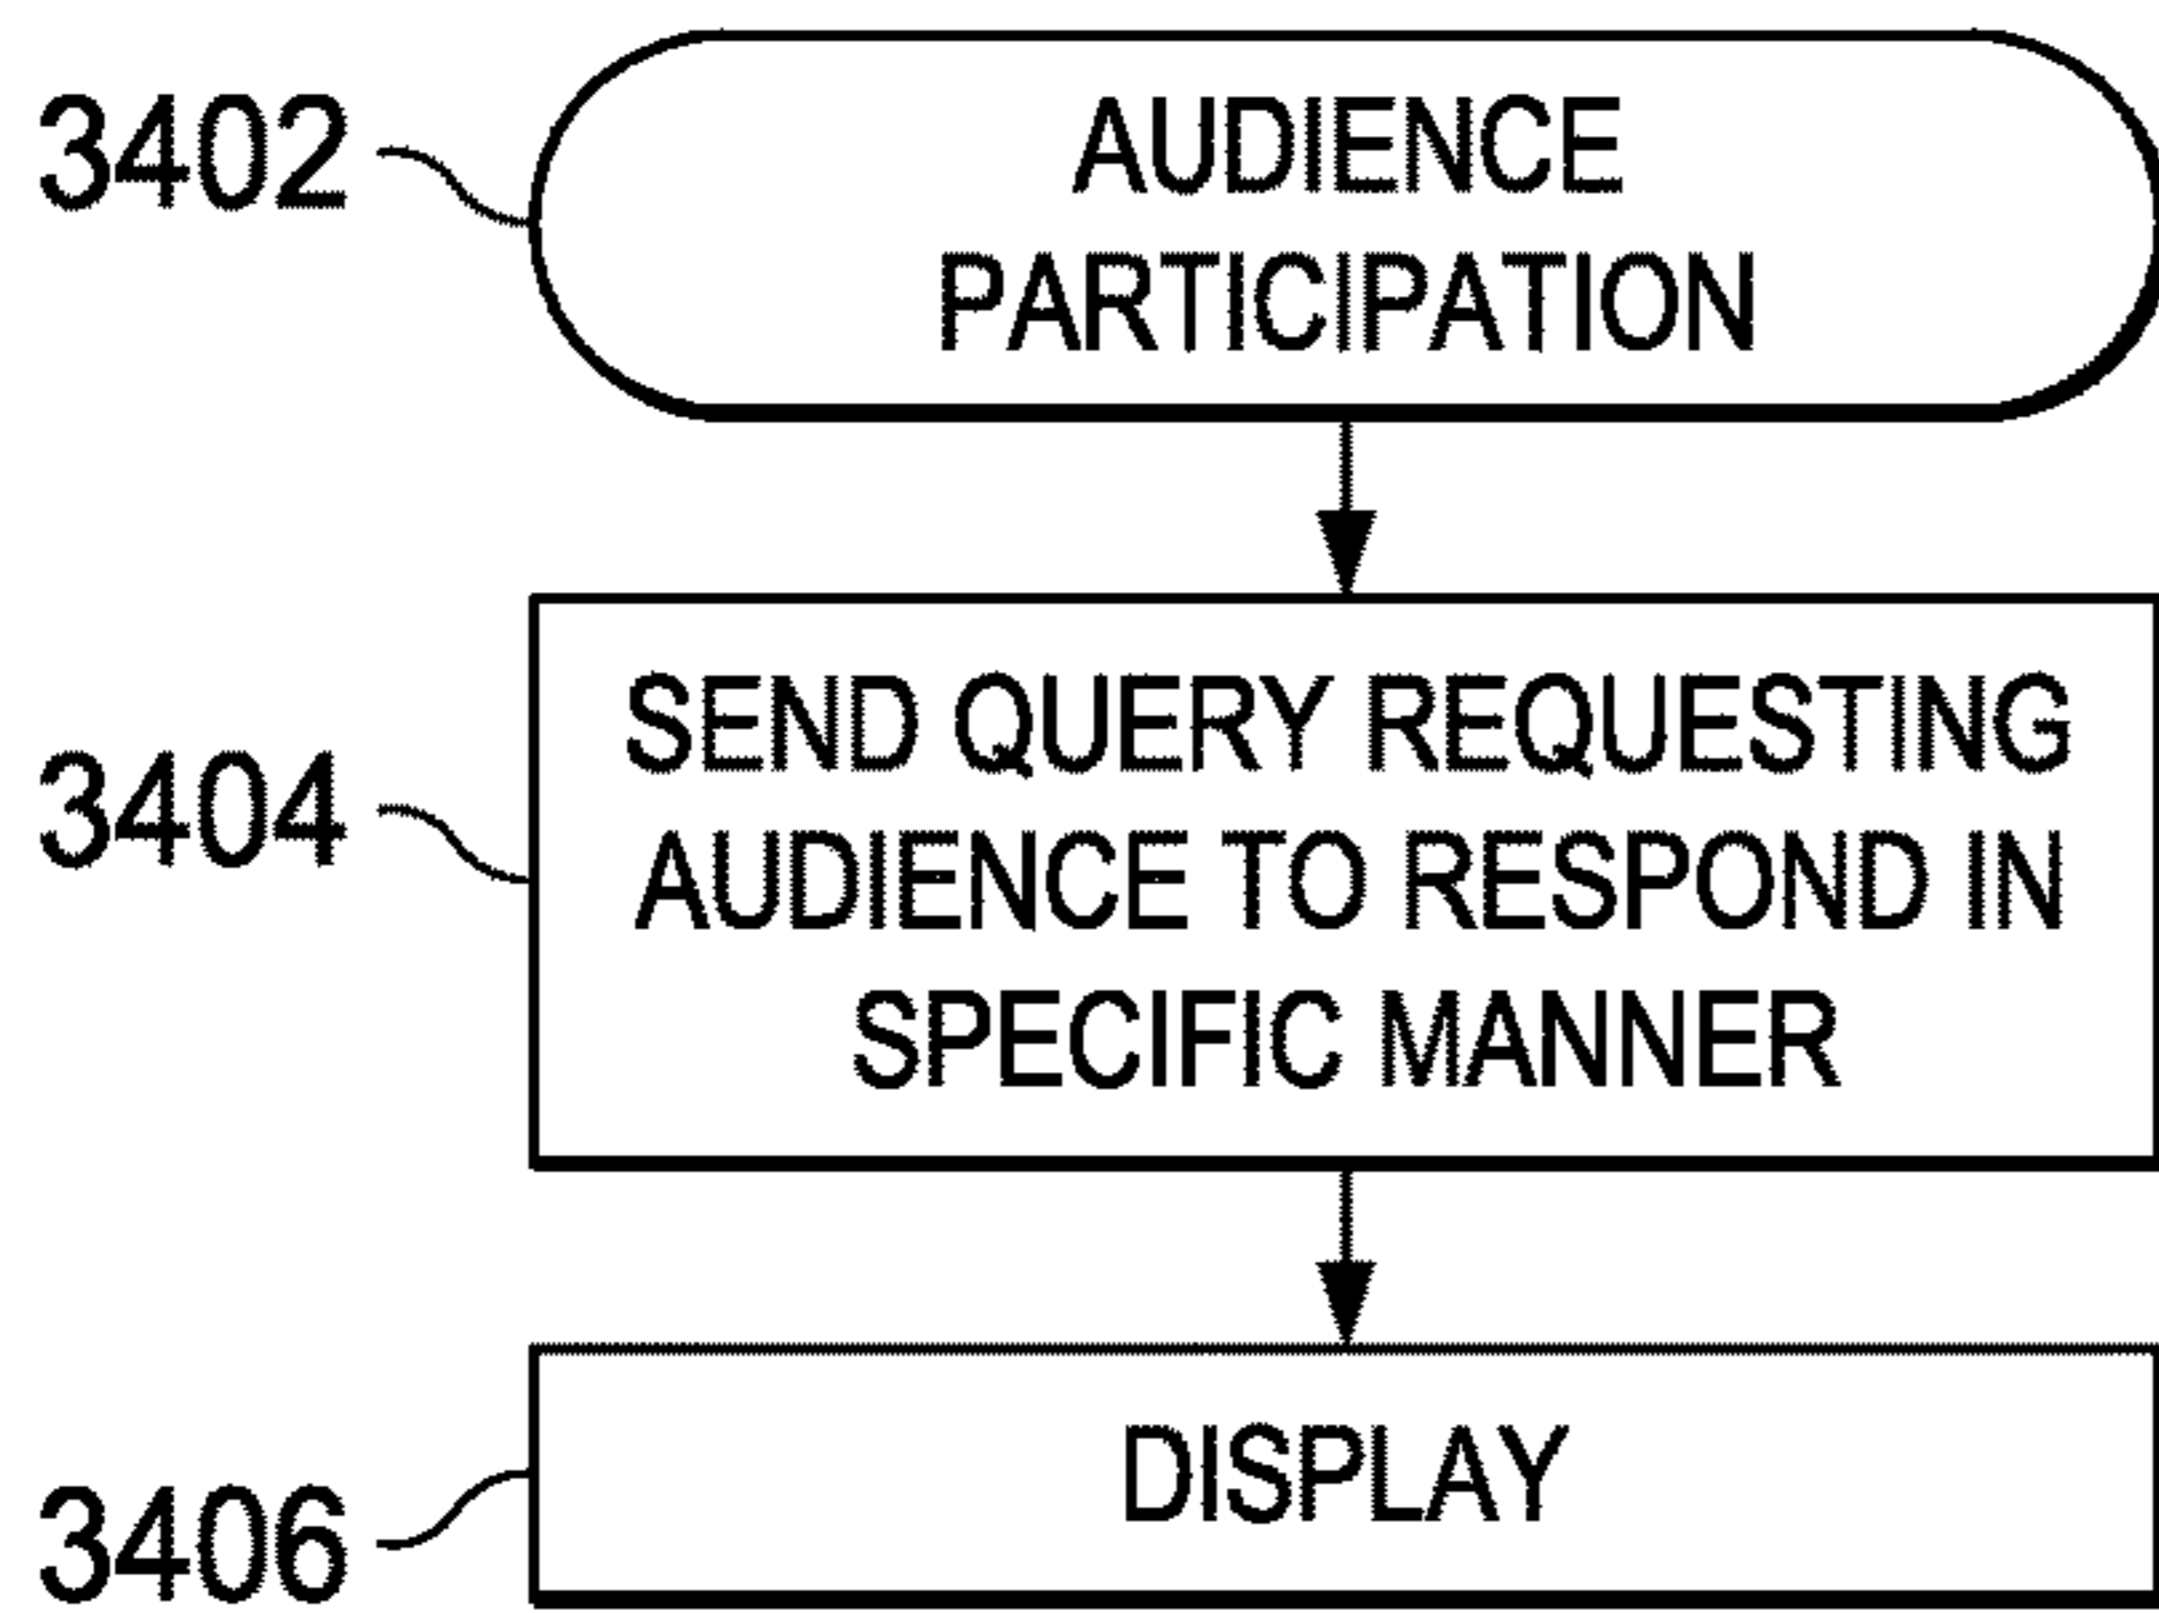 3402
AUDIENCE
PARTICIPATION
3404
SEND QUERY REQUESTING
AUDIENCE TO RESPOND IN
SPECIFIC MANNER
3406
DISPLAY